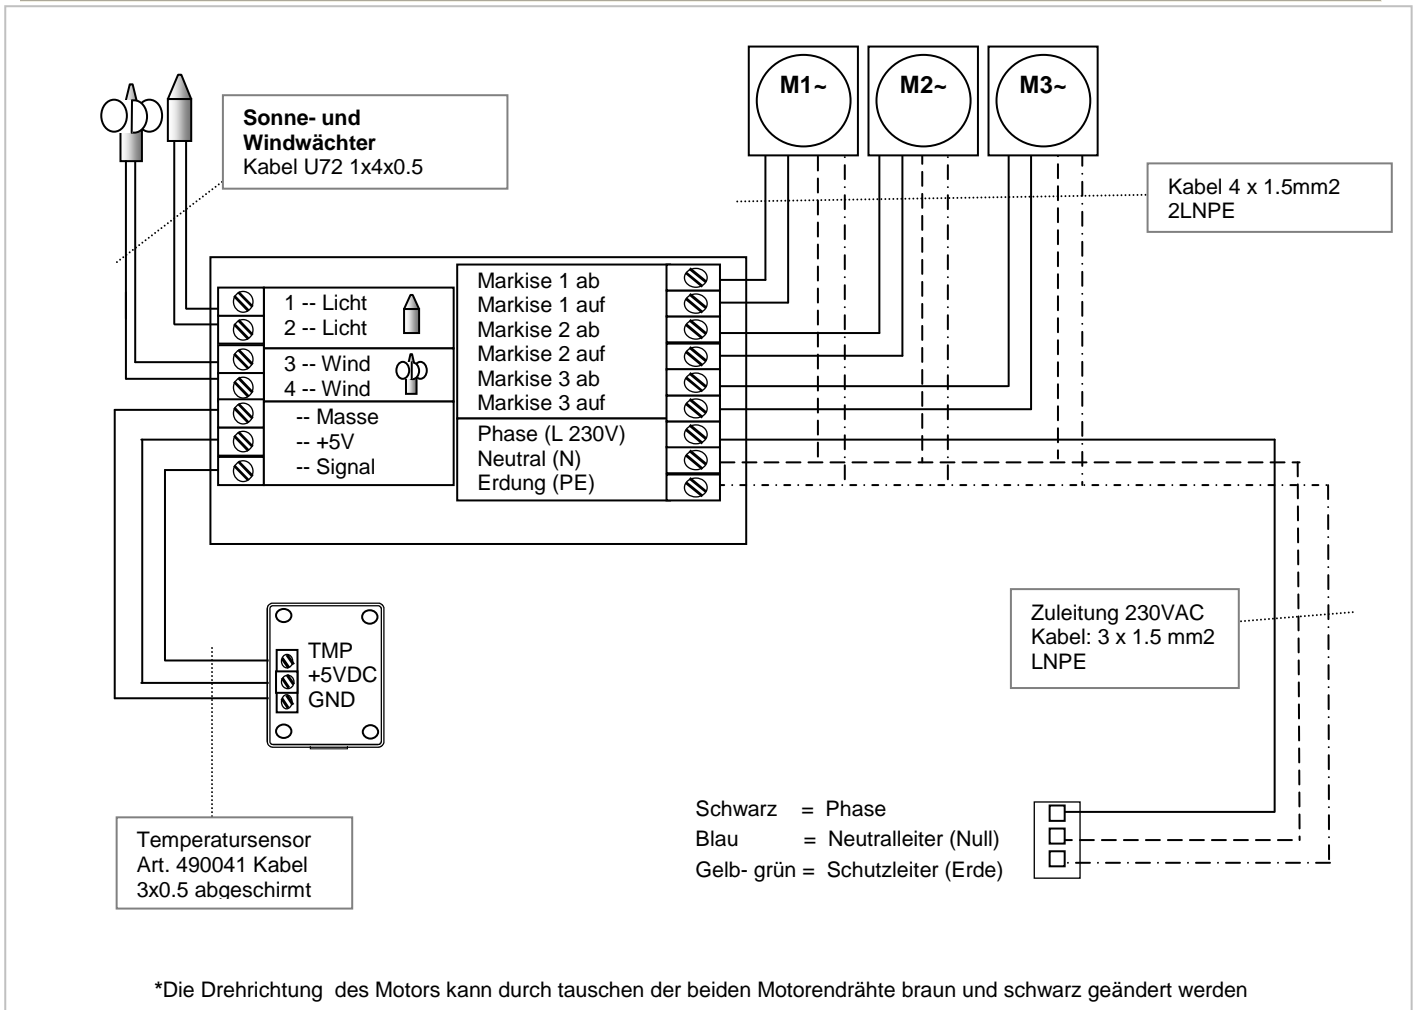 M1~
M2~
M3~
Sonne- und
Windwächter
Kabel U72 1x4x0.5
Kabel 4 x 1.5mm2
2LNPE
1 -- Licht
2 -- Licht
3 -- Wind
4 -- Wind
-- Masse
-- +5V
-- Signal
Markise 1 ab
Markise 1 auf
Markise 2 ab
Markise 2 auf
Markise 3 ab
Markise 3 auf
Phase (L 230V)
Neutral (N)
Erdung (PE)
TMP
+5VDC
GND
Zuleitung 230VAC
Kabel: 3 x 1.5 mm2
LNPE
Temperatursensor
Art. 490041 Kabel
3x0.5 abgeschirmt
Schwarz = Phase
Blau = Neutralleiter (Null)
Gelb- grün = Schutzleiter (Erde)
*Die Drehrichtung des Motors kann durch tauschen der beiden Motorendrähte braun und schwarz geändert werden